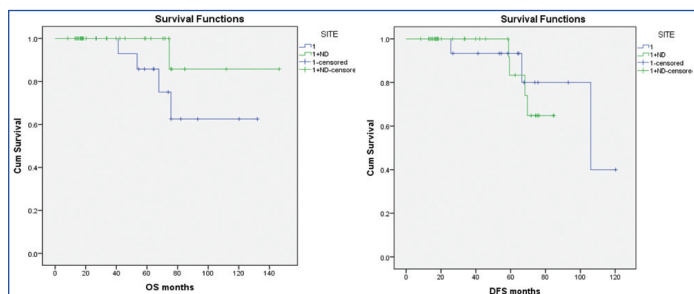 Survival Functions
SITE
1
1+ND
1-censored
1+ND-censore
Cum Survival
1.0
0.8
0.6
0.4
0.2
0.0
0 20 40 60 80 100 120 140
OS months
Survival Functions
SITE
1
1+ND
1-censored
1+ND-censore
Cum Survival
1.0
0.8
0.6
0.4
0.2
0.0
0 20 40 60 80 100 120
DFS months